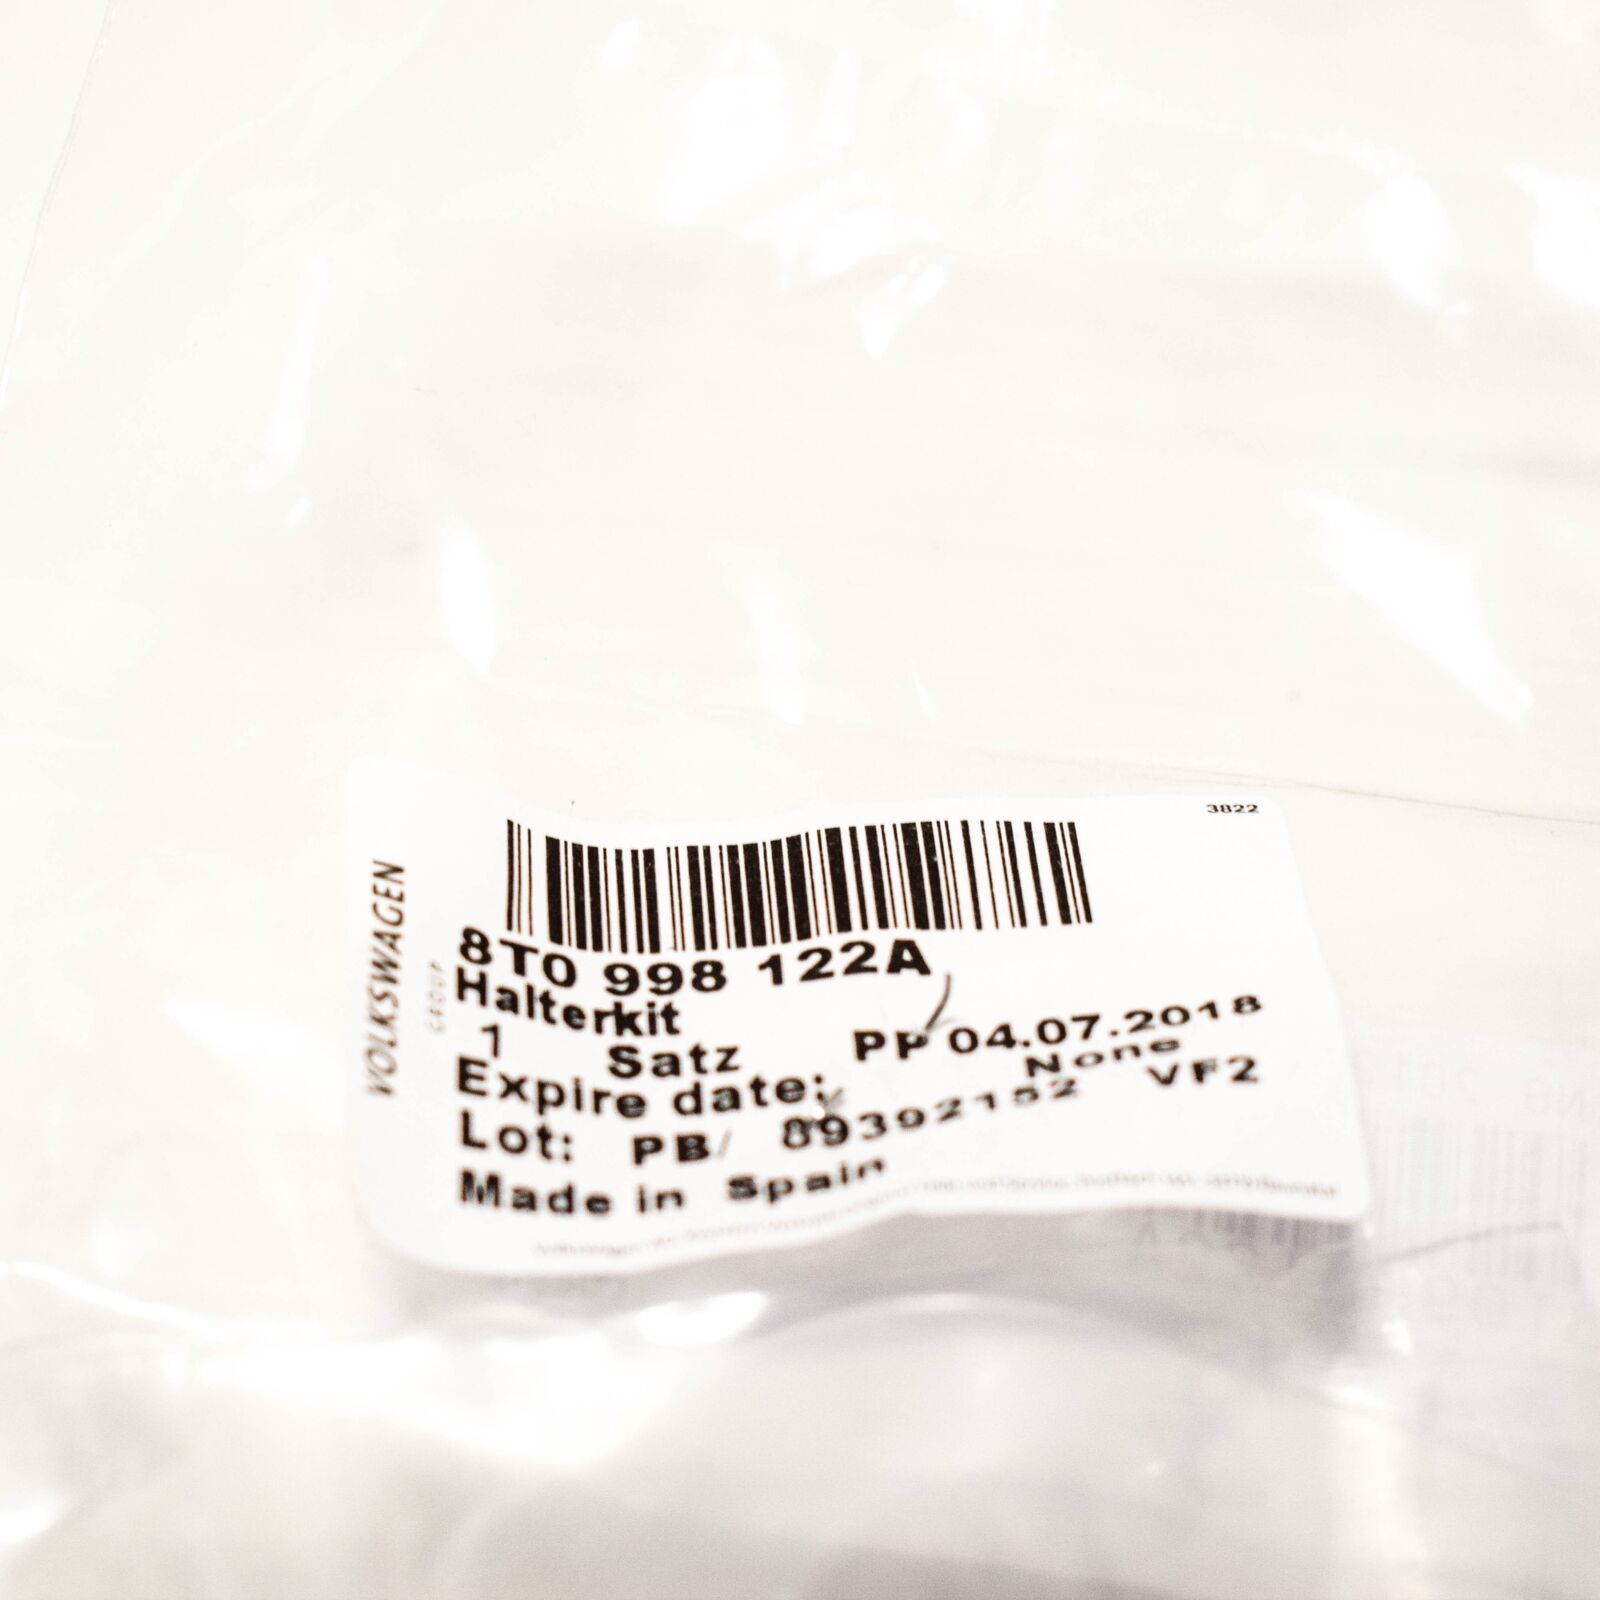 3822
VOLKSWAGEN
GROUP
8T0 998 122A
Halterkit
1 Satz PP 04.07.2018
Expire date: None
Lot: PB/ 89392152 VF2
Made in Spain